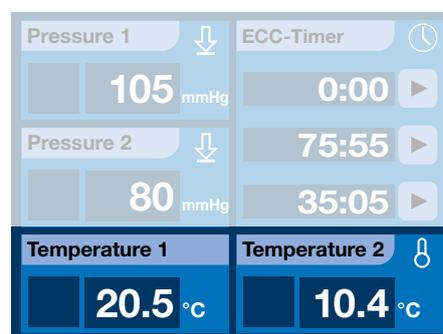 Pressure 1
105 mmHg
Pressure 2
80 mmHg
ECC-Timer
0:00
75:55
35:05
Temperature 1
20.5 °C
Temperature 2
10.4 °C